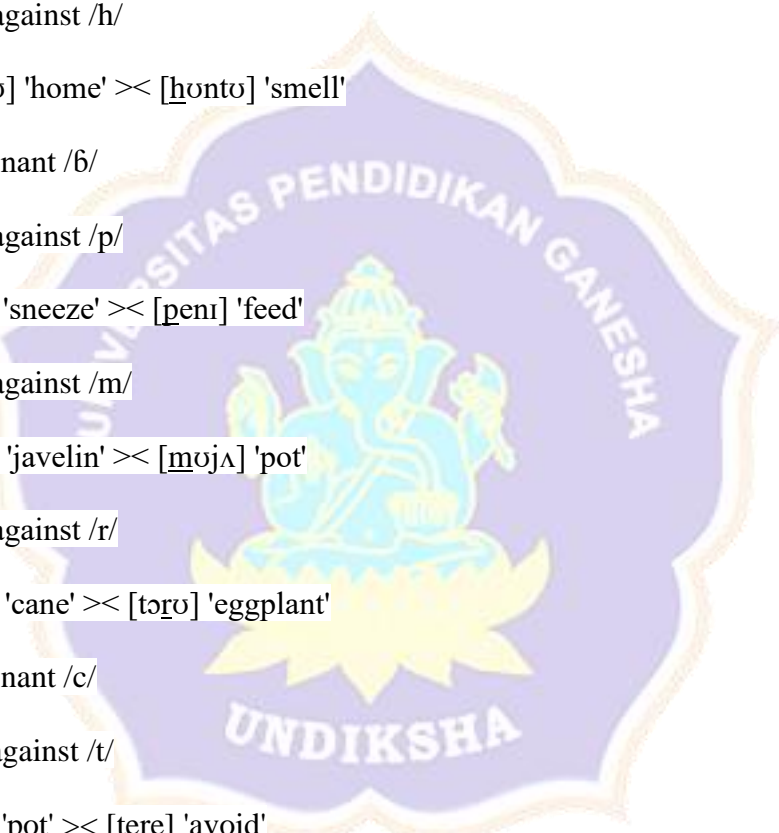 against /h/
ʊ] 'home' >< [hʊntʊ] 'smell'
nant /ɓ/
against /p/
'sneeze' >< [penɪ] 'feed'
against /m/
'javelin' >< [mʊjʌ] 'pot'
against /r/
'cane' >< [tɔrʊ] 'eggplant'
nant /c/
against /t/
'pot' >< [tere] 'avoid'
UNIVERSITAS PENDIDIKAN GANESHA
UNDIKSHA